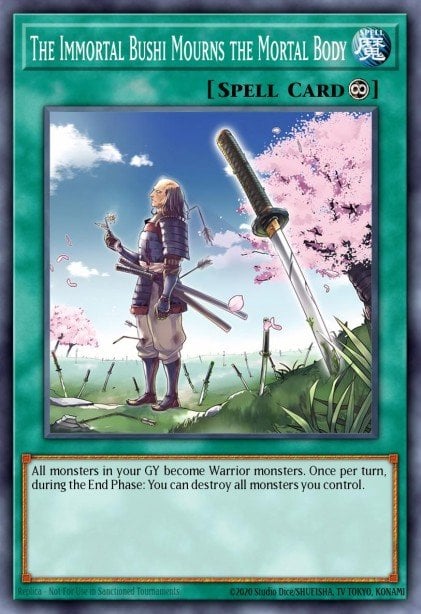 The Immortal Bushi Mourns the Mortal Body
SPELL
魔
[Spell Card]
All monsters in your GY become Warrior monsters. Once per turn,
during the End Phase: You can destroy all monsters you control.
Replica - Not For Use in Sanctioned Tournaments
©2020 Studio Dice/SHUEISHA, TV TOKYO, KONAMI